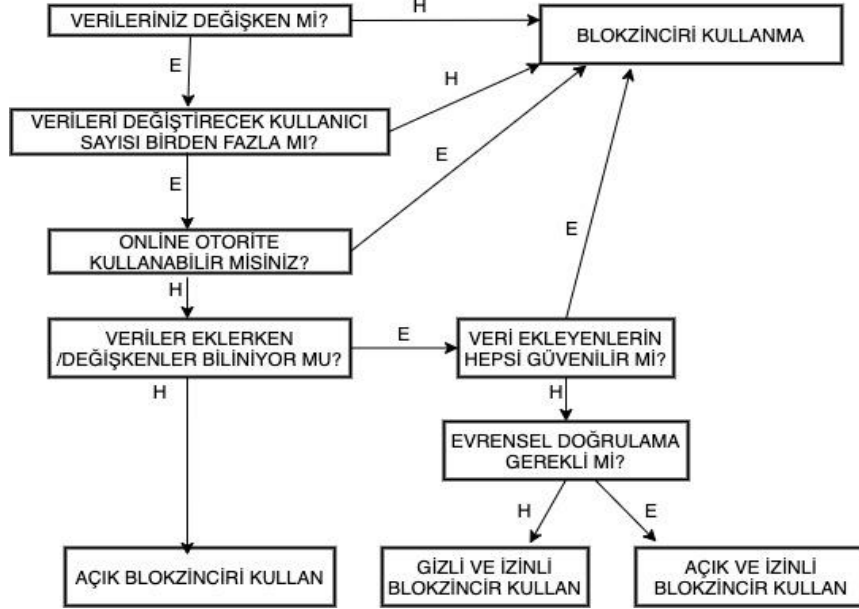 VERİLERİNİZ DEĞİŞKEN Mİ?
H
BLOKZİNCİRİ KULLANMA
E
H
VERİLERİ DEĞİŞTİRECEK KULLANICI
SAYISI BİRDEN FAZLA MI?
E
E
E
ONLINE OTORİTE
KULLANABİLİR MİSİNİZ?
H
VERİLER EKLERKEN
/DEĞİŞKENLER BİLİNİYOR MU?
E
VERİ EKLEYENLERİN
HEPSİ GÜVENİLİR Mİ?
H
H
EVRENSEL DOĞRULAMA
GEREKLİ Mİ?
H
E
AÇIK BLOKZİNCİRİ KULLAN
GİZLİ VE İZİNLİ
BLOKZİNCİR KULLAN
AÇIK VE İZİNLİ
BLOKZİNCİR KULLAN